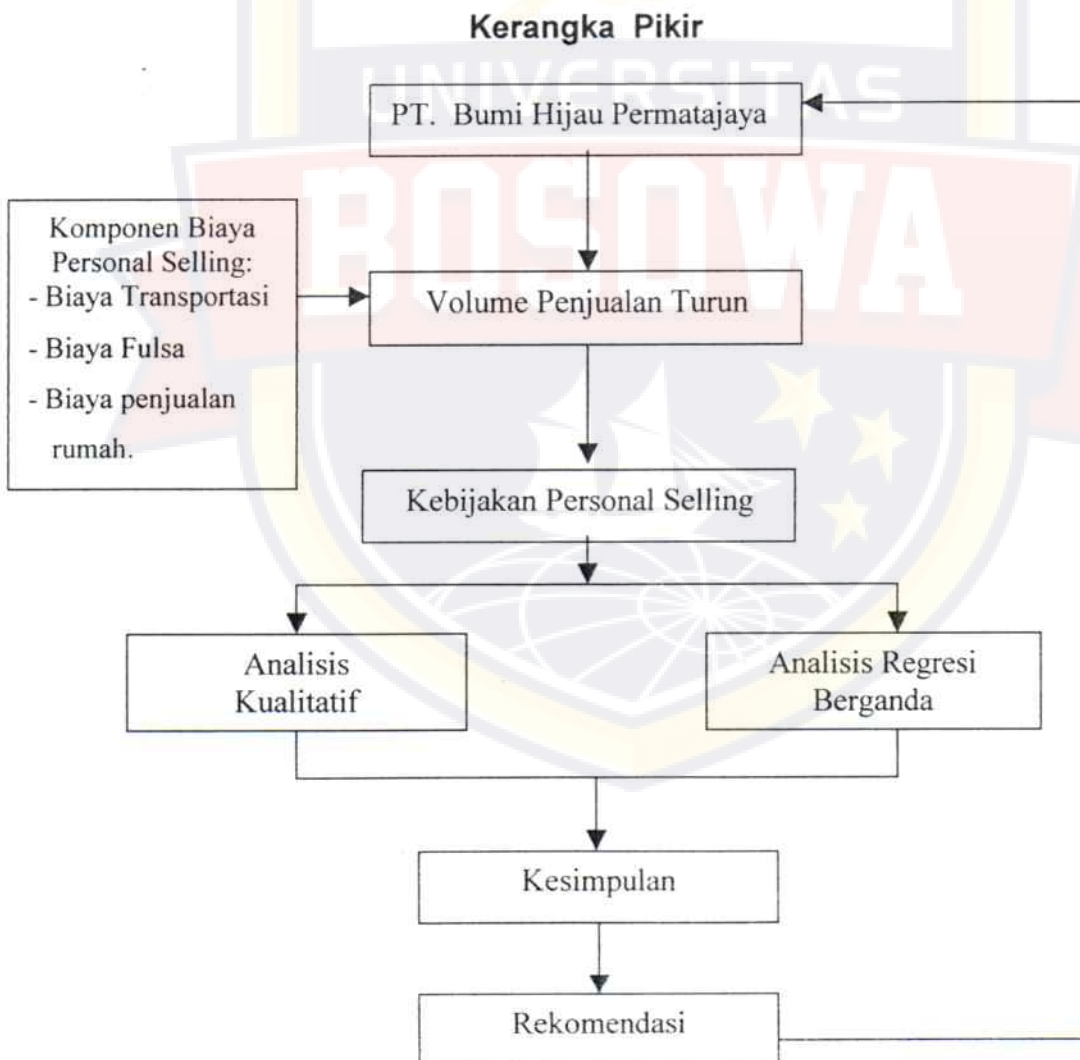 Kerangka Pikir
UNIVERSITAS
PT. Bumi Hijau Permatajaya
BOSOWA
Komponen Biaya
Personal Selling:
- Biaya Transportasi
- Biaya Fulsa
- Biaya penjualan
rumah.
Volume Penjualan Turun
Kebijakan Personal Selling
Analisis
Kualitatif
Analisis Regresi
Berganda
Kesimpulan
Rekomendasi